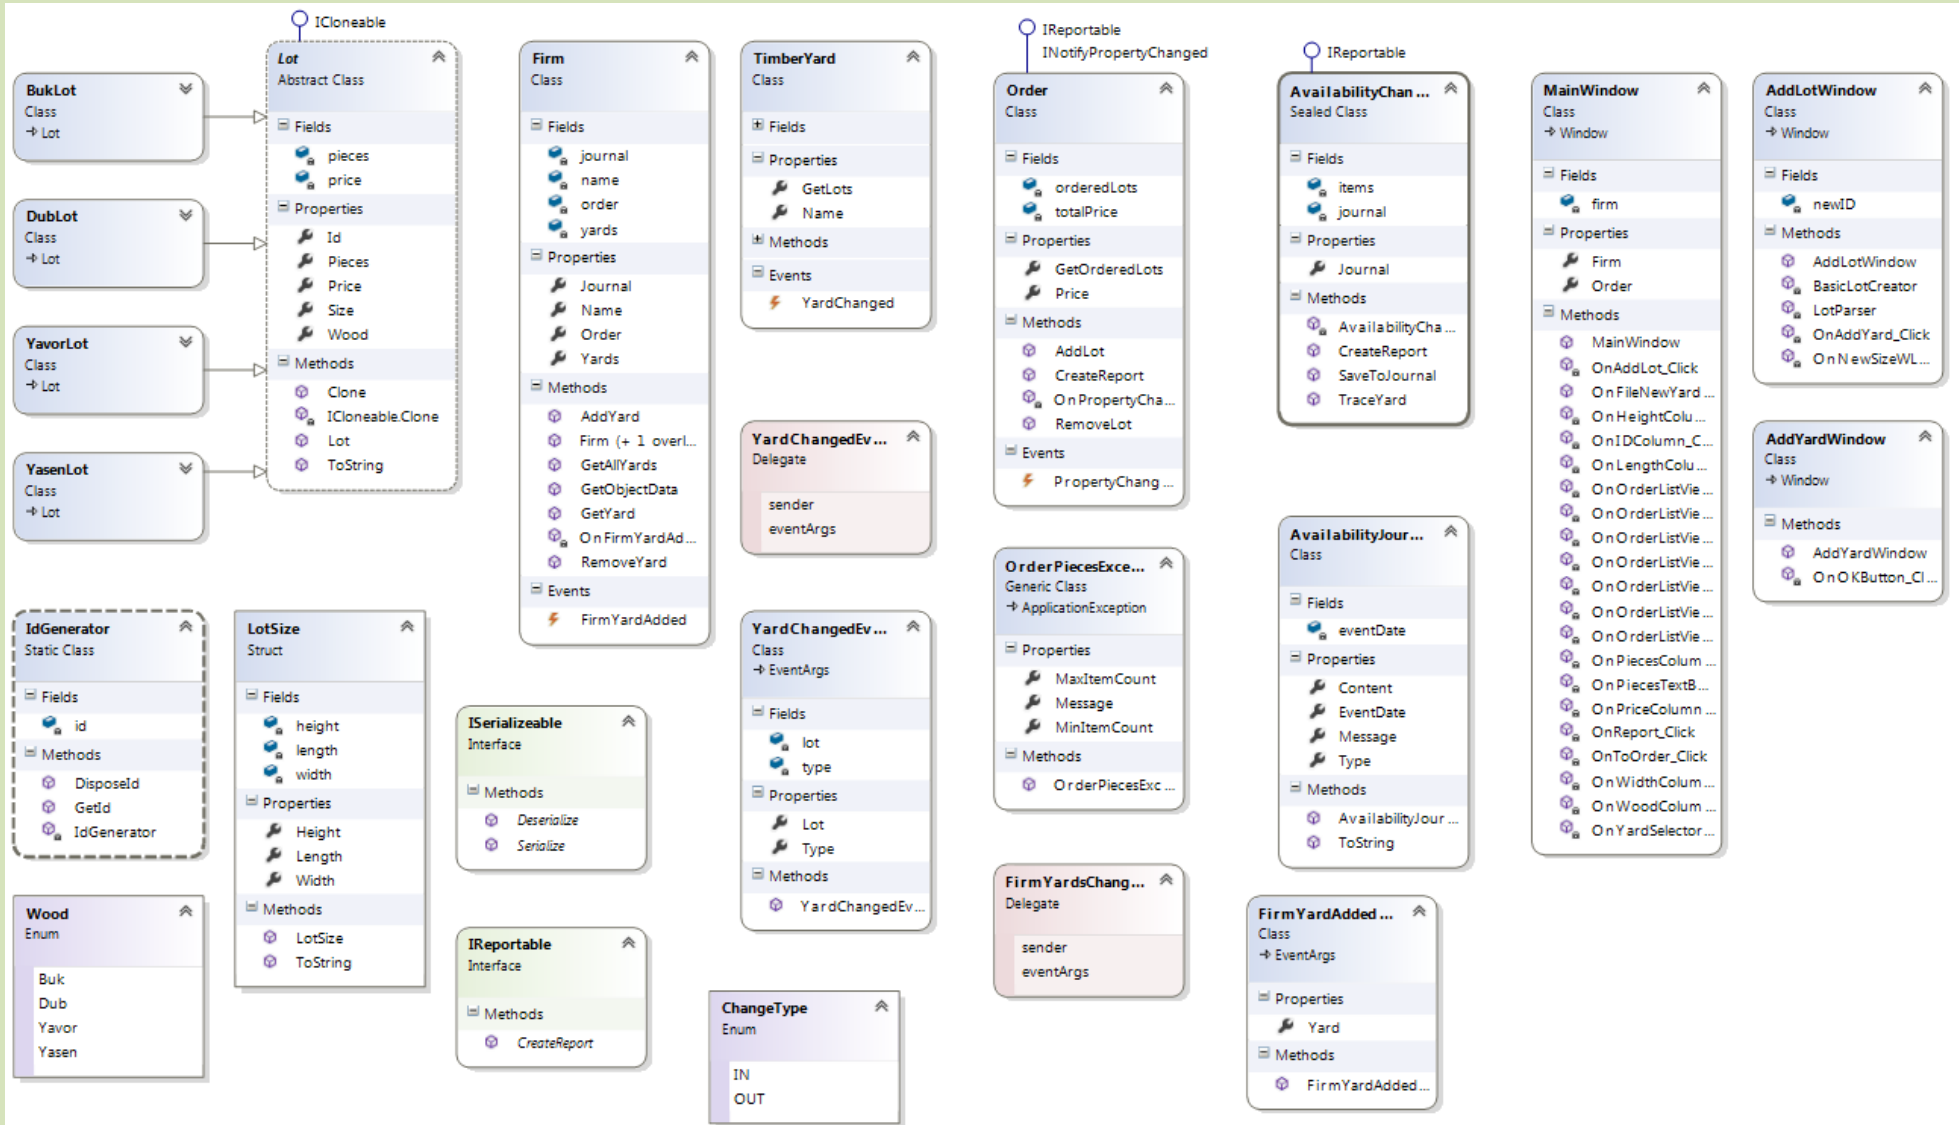 ICloneable
BukLot
Class
Lot
DubLot
Class
Lot
YavorLot
Class
Lot
YasenLot
Class
Lot
Lot
Abstract Class
Fields
pieces
price
Properties
Id
Pieces
Price
Size
Wood
Methods
Clone
ICloneable.Clone
Lot
ToString
Firm
Class
Fields
journal
name
order
yards
Properties
Journal
Name
Order
Yards
Methods
AddYard
Firm (+ 1 overl...
GetAllYards
GetObjectData
GetYard
OnFirmYardAd...
RemoveYard
Events
FirmYardAdded
TimberYard
Class
Fields
Properties
GetLots
Name
Methods
Events
YardChanged
YardChangedEv...
Delegate
sender
eventArgs
YardChangedEv...
Class
EventArgs
Fields
lot
type
Properties
Lot
Type
Methods
YardChangedEv...
IReportable
INotifyPropertyChanged
Order
Class
Fields
orderedLots
totalPrice
Properties
GetOrderedLots
Price
Methods
AddLot
CreateReport
OnPropertyCha...
RemoveLot
Events
PropertyChang...
OrderPiecesExce...
Generic Class
ApplicationException
Properties
MaxItemCount
Message
MinItemCount
Methods
OrderPiecesExc...
FirmYardsChang...
Delegate
sender
eventArgs
IReportable
AvailabilityChan...
Sealed Class
Fields
items
journal
Properties
Journal
Methods
AvailabilityCha...
CreateReport
SaveToJournal
TraceYard
AvailabilityJour...
Class
Fields
eventDate
Properties
Content
EventDate
Message
Type
Methods
AvailabilityJour...
ToString
FirmYardAdded...
Class
EventArgs
Properties
Yard
Methods
FirmYardAdded...
MainWindow
Class
Window
Fields
firm
Properties
Firm
Order
Methods
MainWindow
OnAddLot_Click
OnFileNewYard...
OnHeightColu...
OnIDColumn_C...
OnLengthColu...
OnOrderListVie...
OnOrderListVie...
OnOrderListVie...
OnOrderListVie...
OnOrderListVie...
OnOrderListVie...
OnOrderListVie...
OnPiecesColum...
OnPiecesTextB...
OnPriceColumn...
OnReport_Click
OnToOrder_Click
OnWidthColum...
OnWoodColum...
OnYardSelector...
AddLotWindow
Class
Window
Fields
newID
Methods
AddLotWindow
BasicLotCreator
LotParser
OnAddYard_Click
OnNewSizeWL...
AddYardWindow
Class
Window
Methods
AddYardWindow
OnOKButton_Cl...
IdGenerator
Static Class
Fields
id
Methods
DisposeId
GetId
IdGenerator
LotSize
Struct
Fields
height
length
width
Properties
Height
Length
Width
Methods
LotSize
ToString
ISerializeable
Interface
Methods
Deserialize
Serialize
IReportable
Interface
Methods
CreateReport
Wood
Enum
Buk
Dub
Yavor
Yasen
ChangeType
Enum
IN
OUT